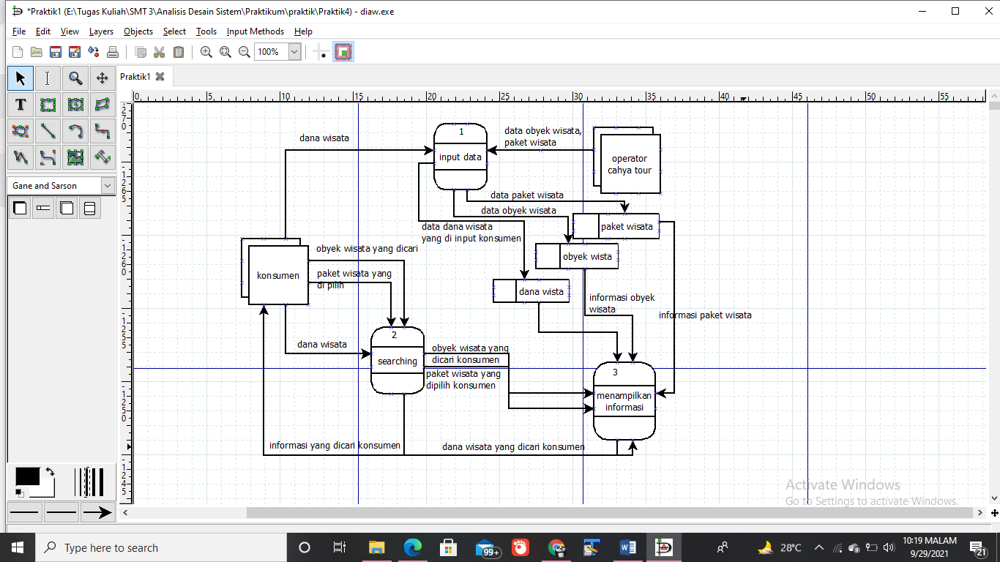 *Praktik1 (E:\Tugas Kuliah\SMT 3\Analisis Desain Sistem\Praktikum\praktik\Praktik4) - diaw.exe
File Edit View Layers Objects Select Tools Input Methods Help
100%
Praktik1
0 5 10 15 20 25 30 35 40 45 50 55
270
1265
1260
1255
1250
1245
T
Gane and Sarson
dana wisata
1
input data
data obyek wisata,
paket wisata
operator
cahya tour
data paket wisata
data obyek wisata
data dana wisata
yang di input konsumen
paket wisata
obyek wista
dana wista
konsumen
obyek wisata yang dicari
paket wisata yang
di pilih
informasi obyek
wisata
informasi paket wisata
dana wisata
2
searching
obyek wisata yang
dicari konsumen
paket wisata yang
dipilih konsumen
3
menampilkan
informasi
informasi yang dicari konsumen
dana wisata yang dicari konsumen
Activate Windows
Go to Settings to activate Windows.
Type here to search
99+
28°C
10:19 MALAM
9/29/2021
21